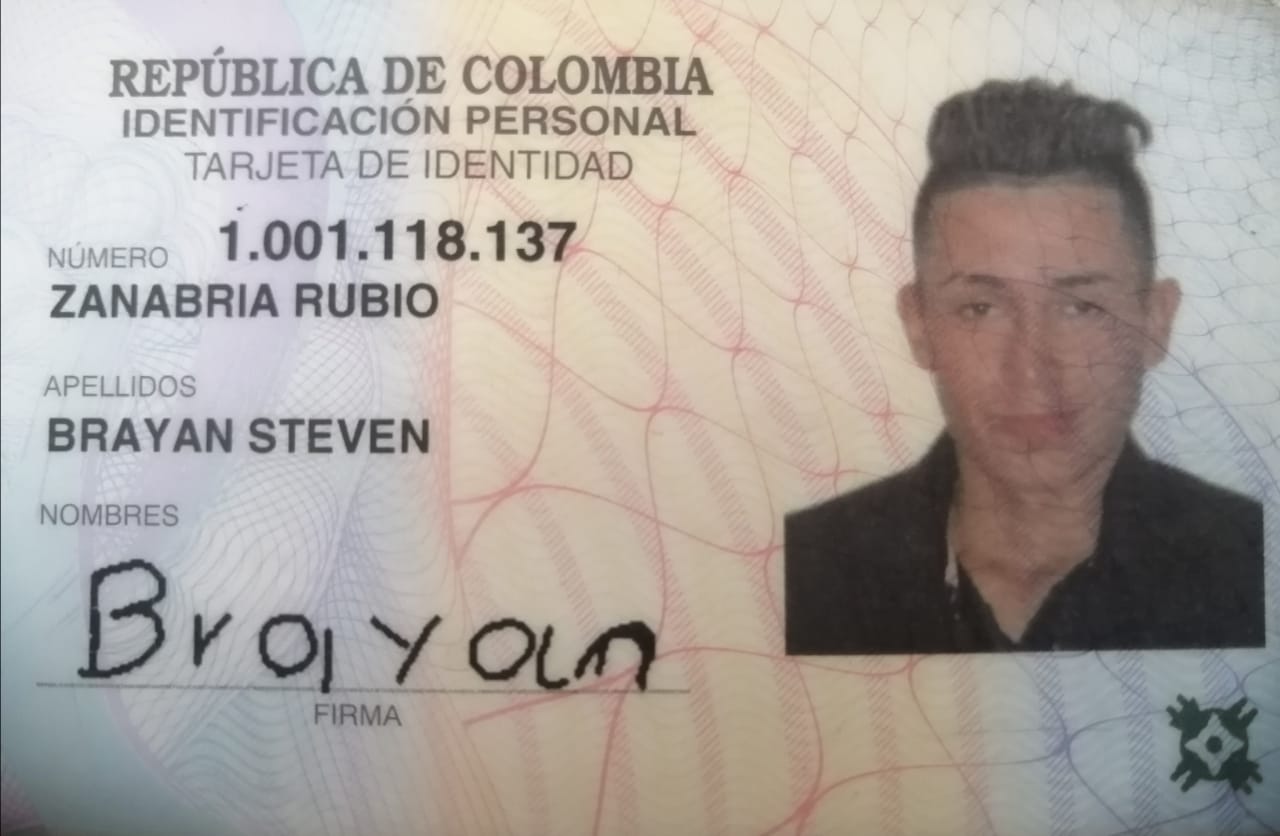 REPÚBLICA DE COLOMBIA
IDENTIFICACIÓN PERSONAL
TARJETA DE IDENTIDAD
NÚMERO 1.001.118.137
ZANABRIA RUBIO
APELLIDOS
BRAYAN STEVEN
NOMBRES
Brayan
FIRMA